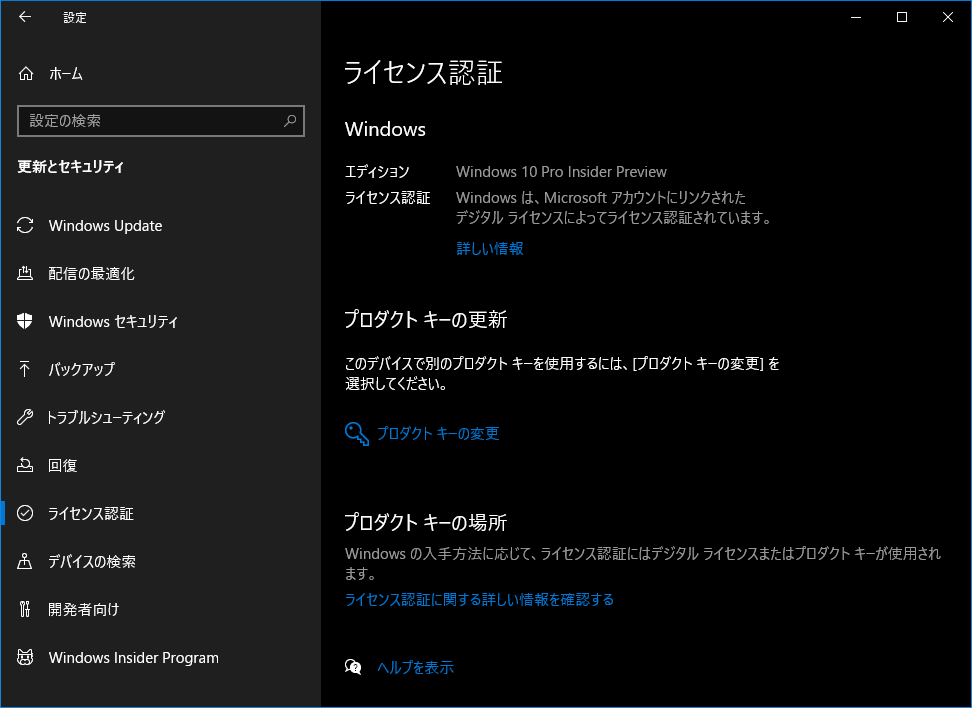 設定
ホーム
設定の検索
更新とセキュリティ
Windows Update
配信の最適化
Windows セキュリティ
バックアップ
トラブルシューティング
回復
ライセンス認証
デバイスの検索
開発者向け
Windows Insider Program
ライセンス認証
Windows
エディション Windows 10 Pro Insider Preview
ライセンス認証 Windows は、Microsoft アカウントにリンクされた
デジタル ライセンスによってライセンス認証されています。
詳しい情報
プロダクト キーの更新
このデバイスで別のプロダクト キーを使用するには、[プロダクト キーの変更] を
選択してください。
プロダクト キーの変更
プロダクト キーの場所
Windows の入手方法に応じて、ライセンス認証にはデジタル ライセンスまたはプロダクト キーが使用され
ます。
ライセンス認証に関する詳しい情報を確認する
ヘルプを表示